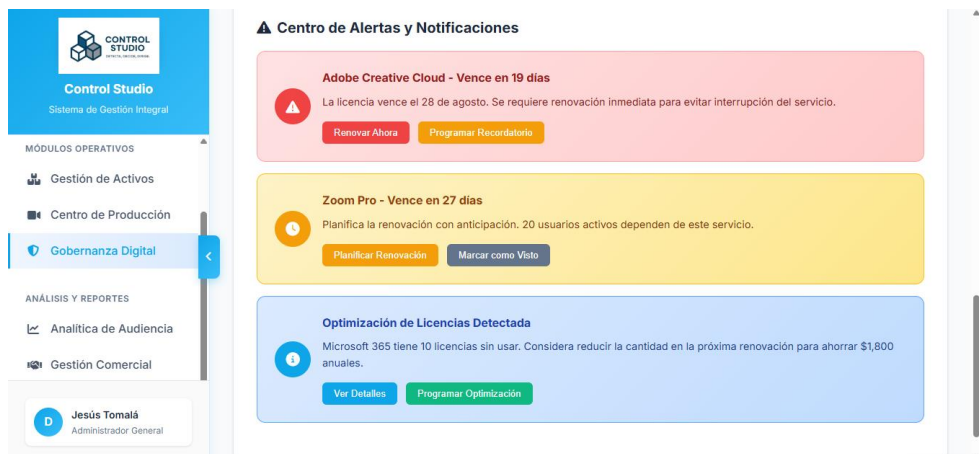 CONTROL
STUDIO
Control Studio
Sistema de Gestión Integral
MÓDULOS OPERATIVOS
Gestión de Activos
Centro de Producción
Gobernanza Digital
ANÁLISIS Y REPORTES
Analítica de Audiencia
Gestión Comercial
D
Jesús Tomalá
Administrador General
Centro de Alertas y Notificaciones
Adobe Creative Cloud - Vence en 19 días
La licencia vence el 28 de agosto. Se requiere renovación inmediata para evitar interrupción del servicio.
Renovar Ahora
Programar Recordatorio
Zoom Pro - Vence en 27 días
Planifica la renovación con anticipación. 20 usuarios activos dependen de este servicio.
Planificar Renovación
Marcar como Visto
Optimización de Licencias Detectada
Microsoft 365 tiene 10 licencias sin usar. Considera reducir la cantidad en la próxima renovación para ahorrar $1,800
anuales.
Ver Detalles
Programar Optimización